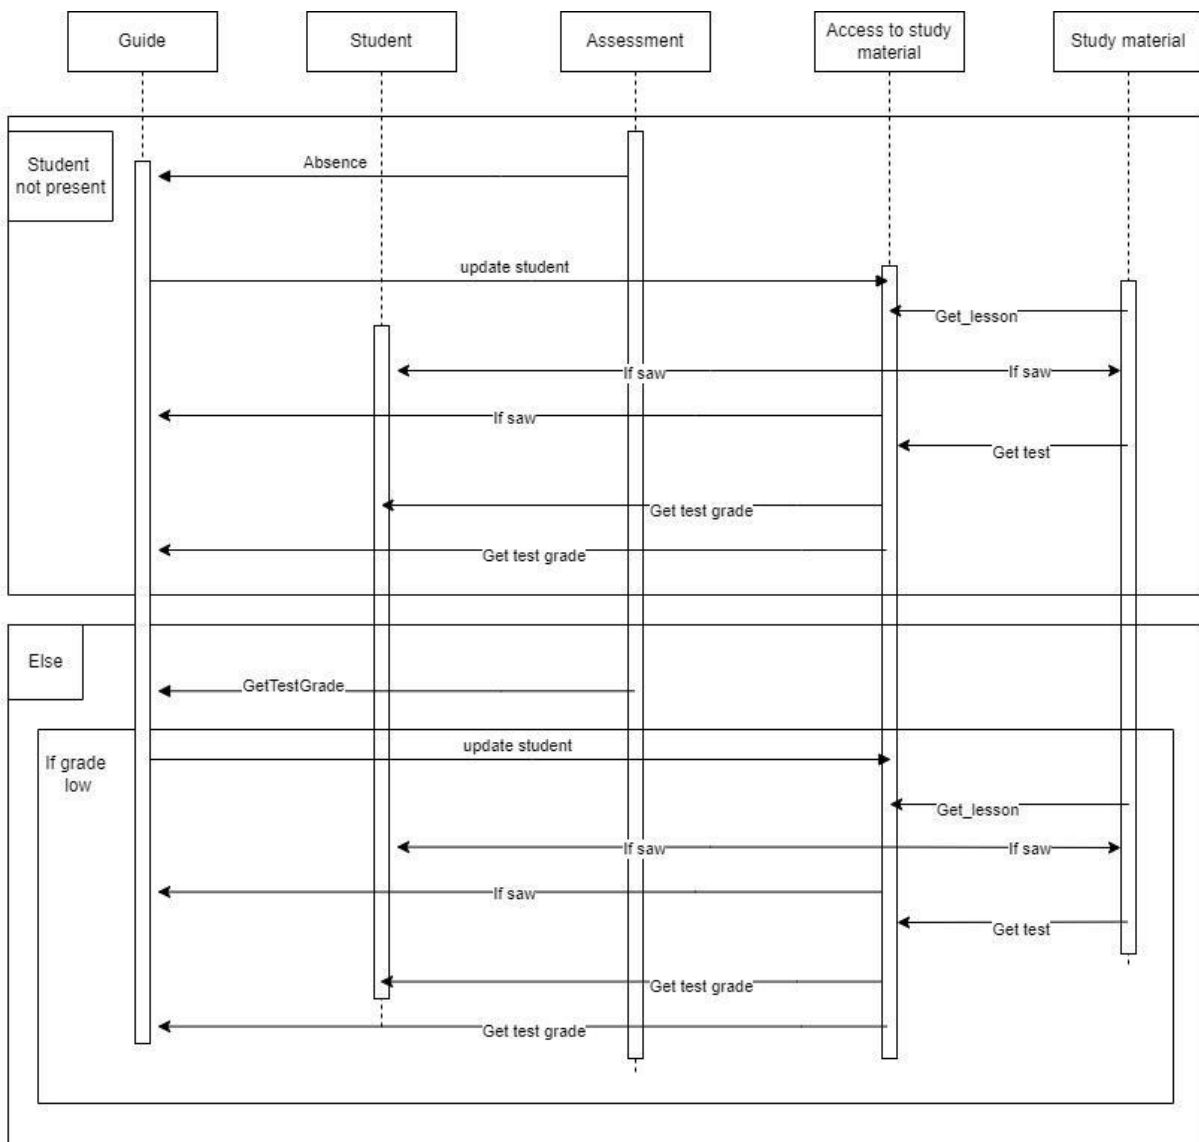 Guide
Student
Assessment
Access to study
material
Study material
Student
not present
Absence
update student
Get_lesson
If saw
If saw
If saw
Get test
Get test grade
Get test grade
Else
GetTestGrade
If grade
low
update student
Get_lesson
If saw
If saw
If saw
Get test
Get test grade
Get test grade